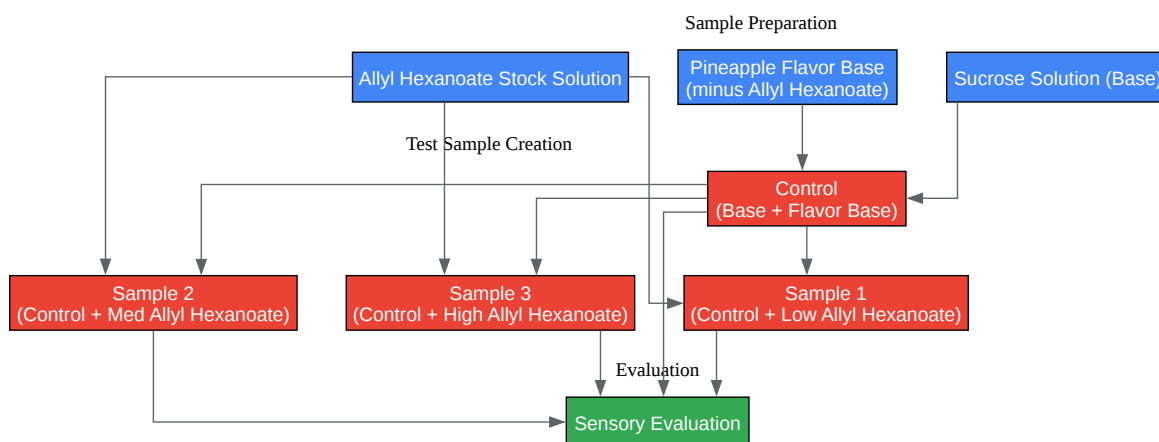 Sample Preparation
Allyl Hexanoate Stock Solution
Pineapple Flavor Base
(minus Allyl Hexanoate)
Sucrose Solution (Base)
Test Sample Creation
Control
(Base + Flavor Base)
Sample 2
(Control + Med Allyl Hexanoate)
Sample 3
(Control + High Allyl Hexanoate)
Sample 1
(Control + Low Allyl Hexanoate)
Evaluation
Sensory Evaluation